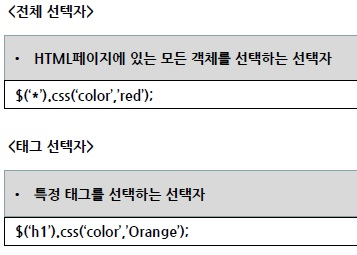 <전체 선텍자>
• HTML페이지에 있는 모든 객체를 선택하는 선택자
$(‘*’).css(‘color’,’red’);
<태그 선텍자>
• 특정 태그를 선택하는 선택자
$(‘h1’).css(‘color’,’Orange’);